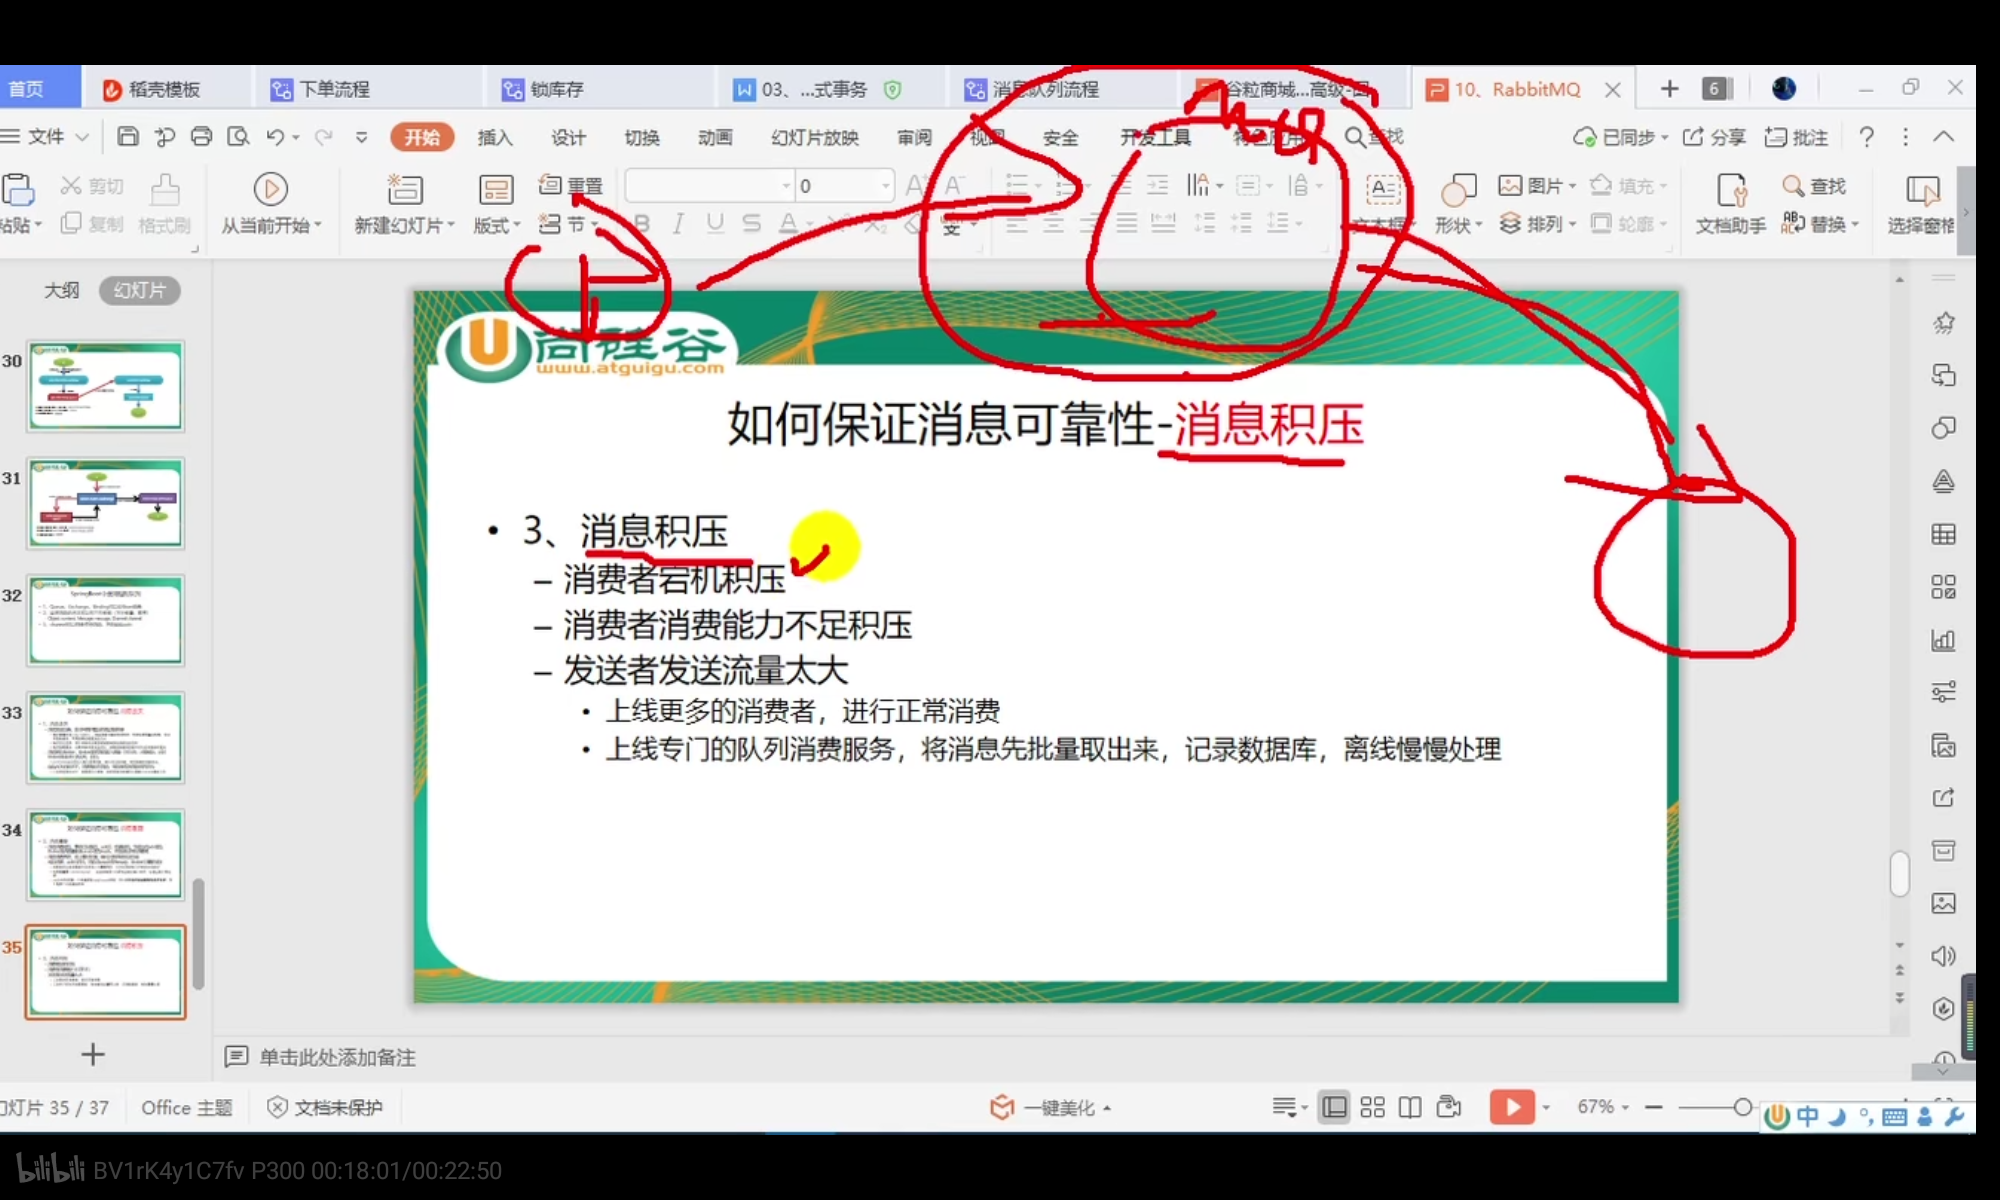 首页 稻壳模板 下单流程 锁库存 03、...式事务 消息队列流程 谷粒商城...高级-图 10、RabbitMQ 6
文件 开始 插入 设计 切换 动画 幻灯片放映 审阅 视图 安全 开发工具 特色应用 查找 已同步 分享 批注
粘贴 剪切 复制 格式刷 从当前开始 新建幻灯片 版式 重置 节 0 文本框 形状 图片 排列 填充 轮廓 文档助手 查找 替换 选择窗格
大纲 幻灯片
30
31
32
33
34
35
尚硅谷
www.atguigu.com
如何保证消息可靠性-消息积压
• 3、消息积压
– 消费者宕机积压
– 消费者消费能力不足积压
– 发送者发送流量太大
• 上线更多的消费者，进行正常消费
• 上线专门的队列消费服务，将消息先批量取出来，记录数据库，离线慢慢处理
单击此处添加备注
幻灯片 35 / 37 Office 主题 文档未保护 一键美化 67%
中
bilibili BV1rK4y1C7fv P300 00:18:01/00:22:50